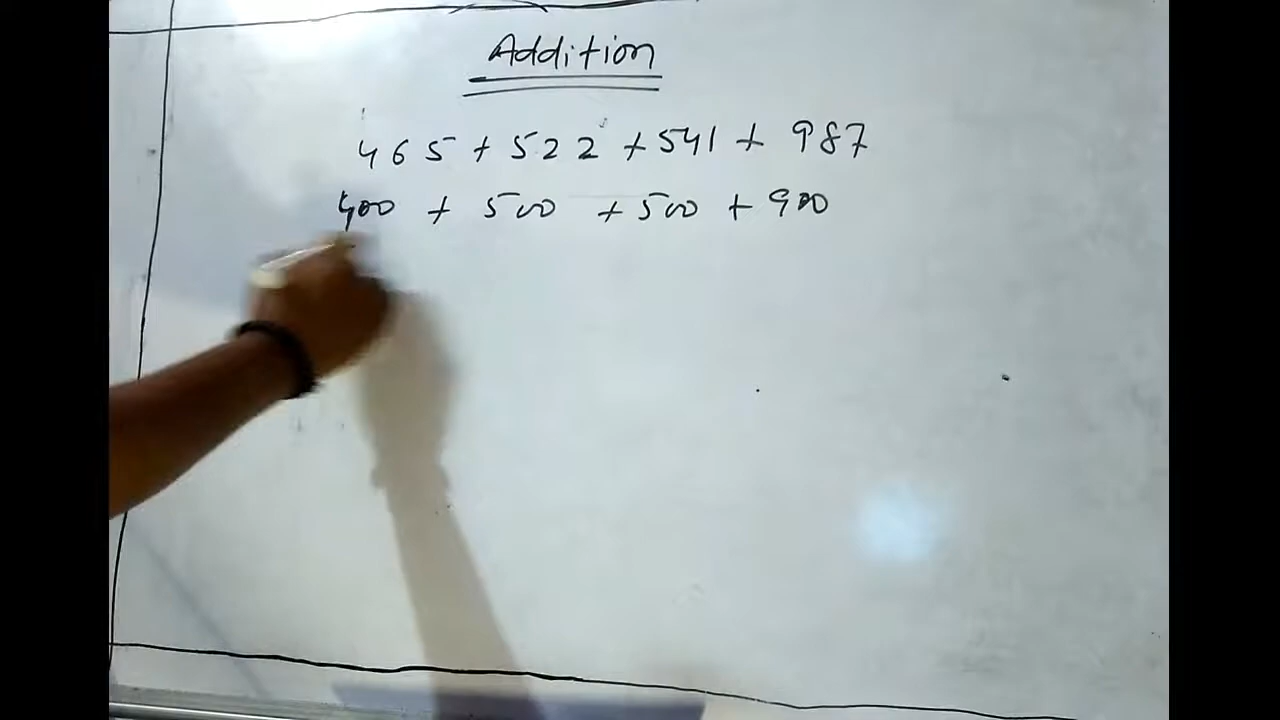 Addition
465 + 522 + 541 + 987
400 + 500 + 500 + 900